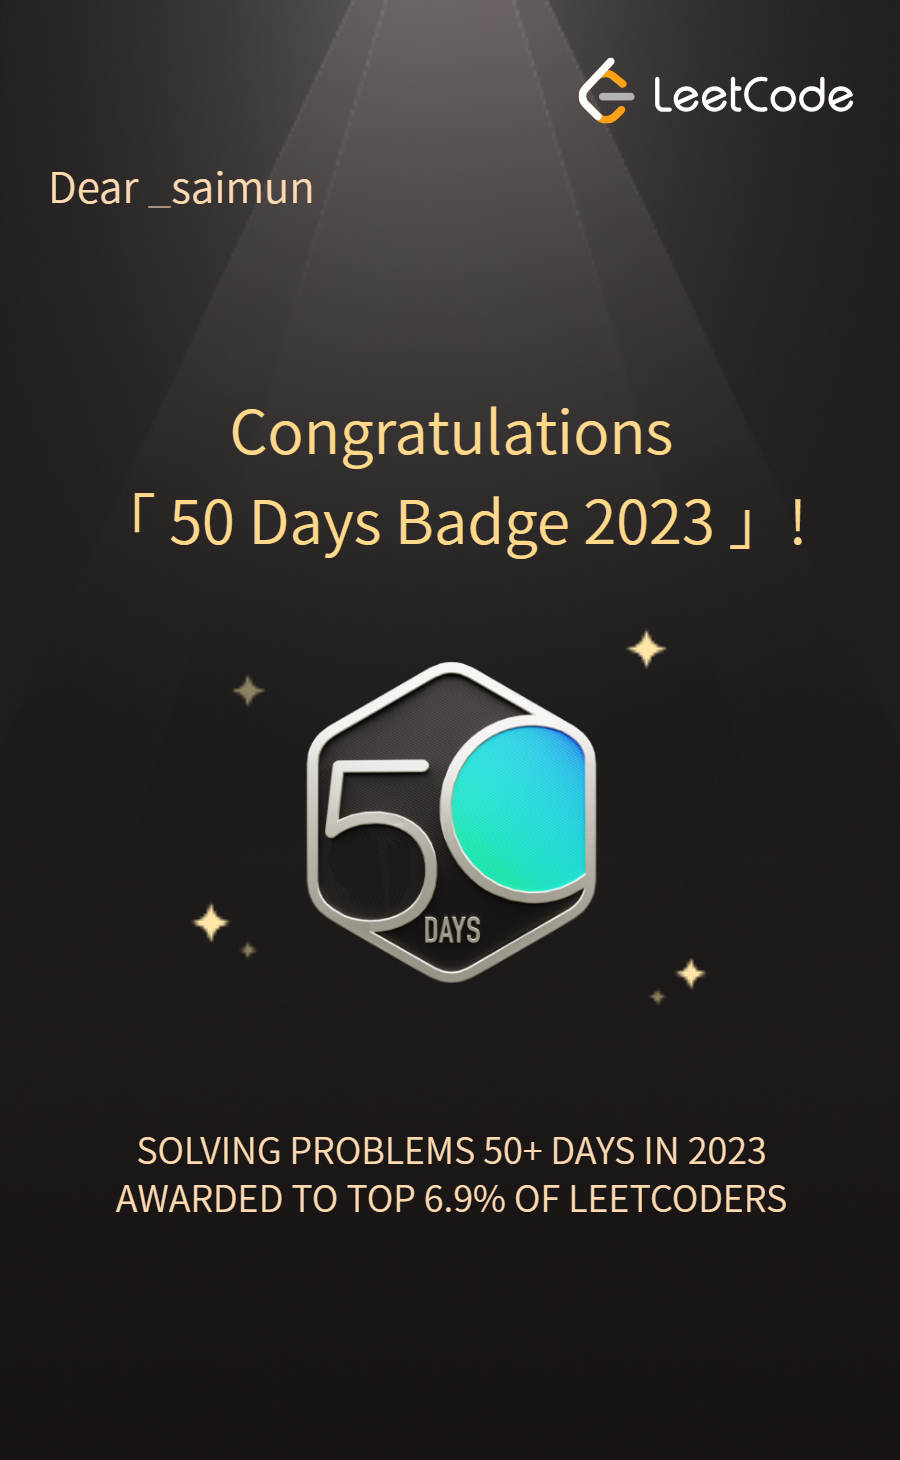 LeetCode
Dear _saimun
Congratulations
「 50 Days Badge 2023 」!
50
DAYS
SOLVING PROBLEMS 50+ DAYS IN 2023
AWARDED TO TOP 6.9% OF LEETCODERS